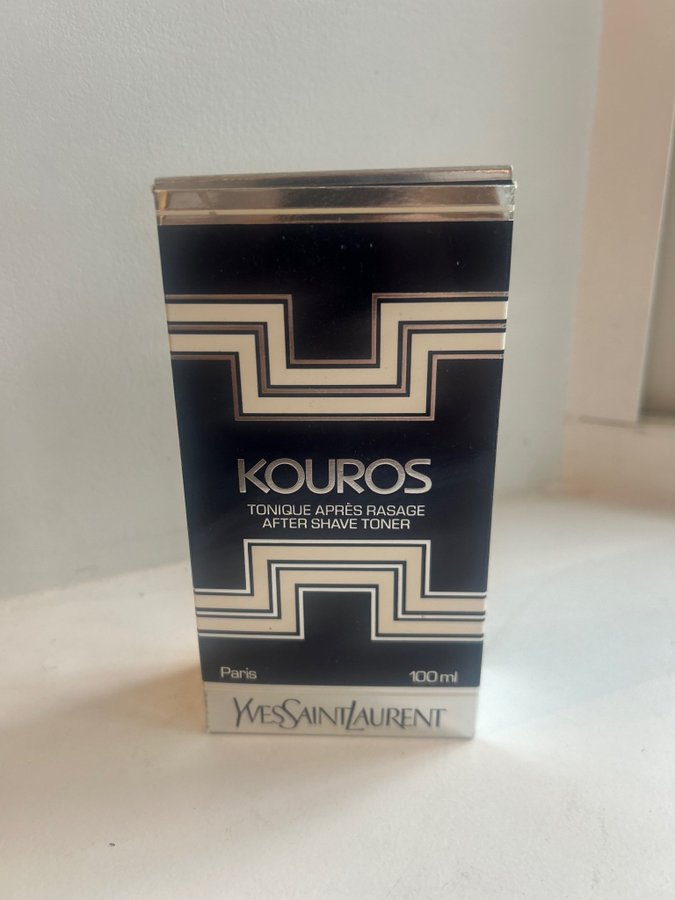 KOUROS
TONIQUE APRÈS RASAGE
AFTER SHAVE TONER
Paris 100 ml
YVESSAINTLAURENT